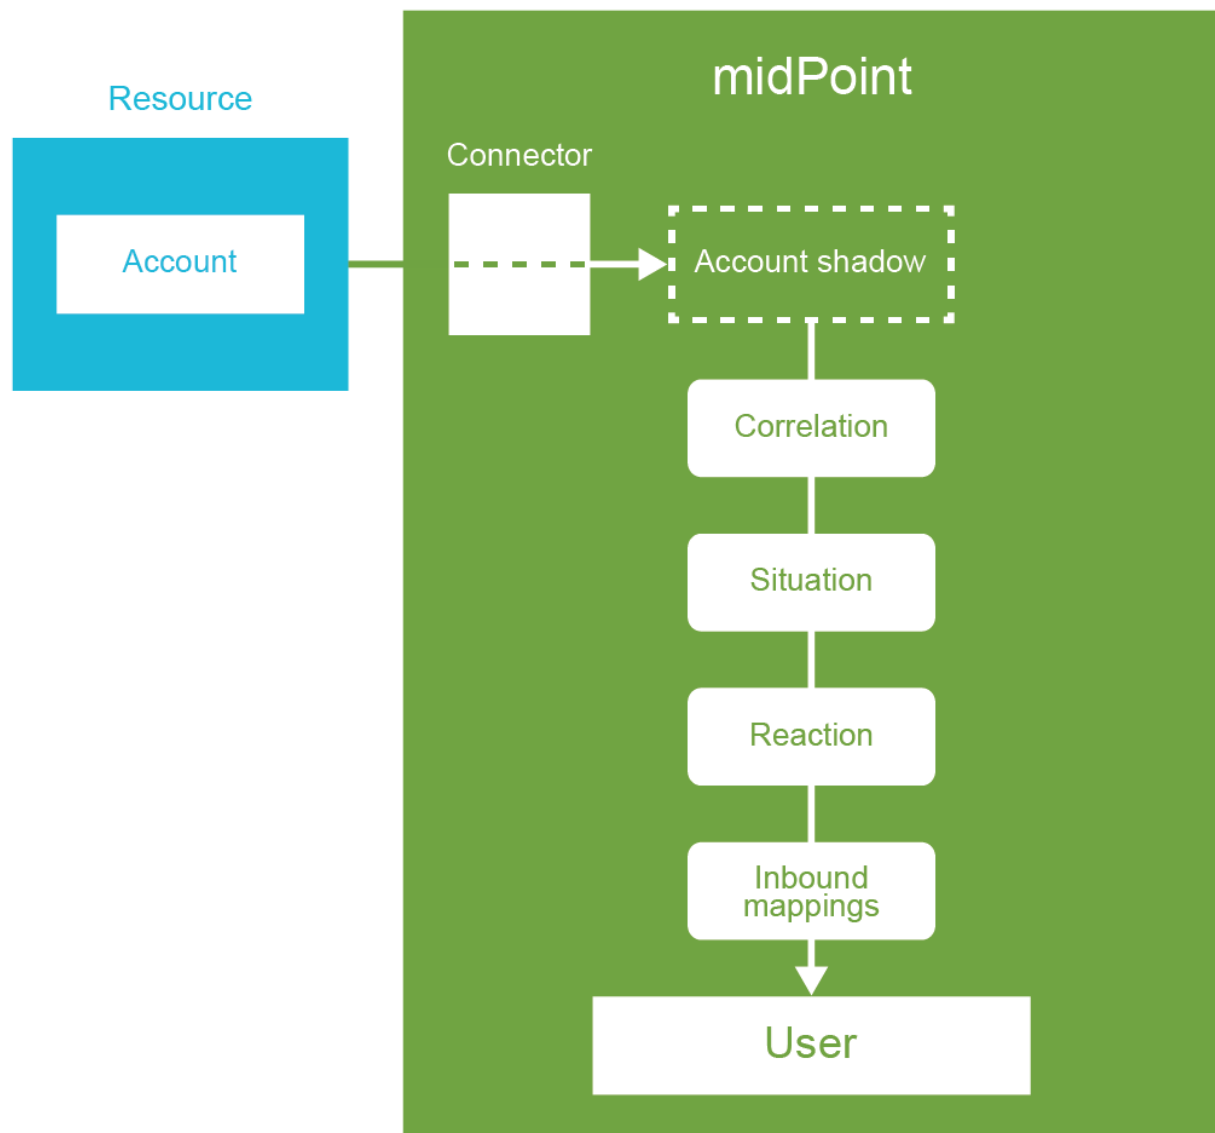 midPoint
Resource
Connector
Account
Account shadow
Correlation
Situation
Reaction
Inbound
mappings
User